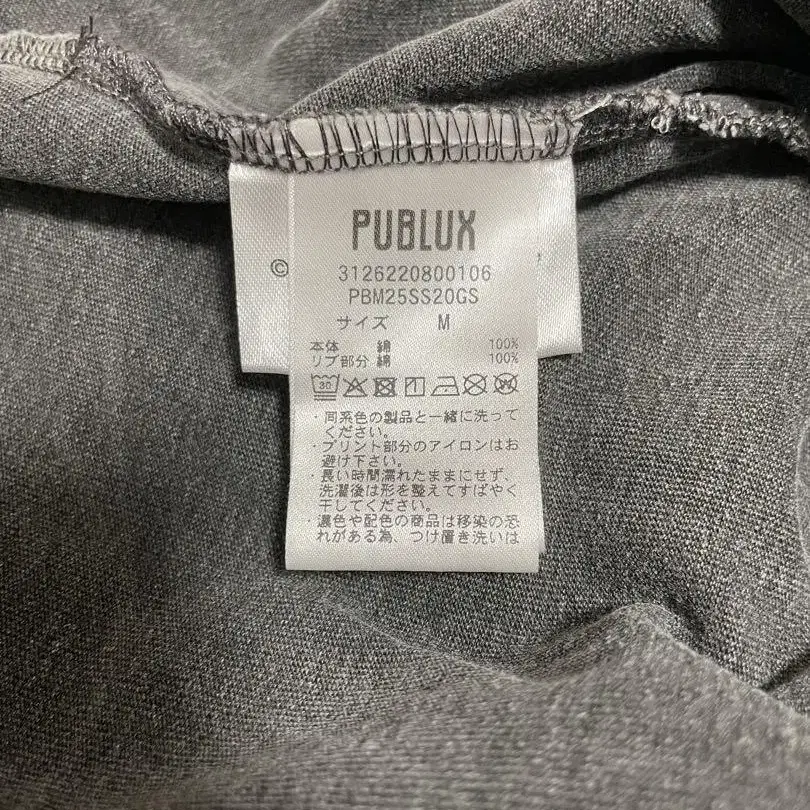 PUBLUX
©
3126220800106
PBM25SS20GS
サイズ M
本体 綿 100%
リブ部分 綿 100%
30
・同系色の製品と一緒に洗って
ください。
・プリント部分のアイロンはお
避け下さい。
・長い時間濡れたままにせず、
洗濯後は形を整えてすばやく
干してください。
・濃色や配色の商品は移染の恐
れがある為、つけ置き洗いは